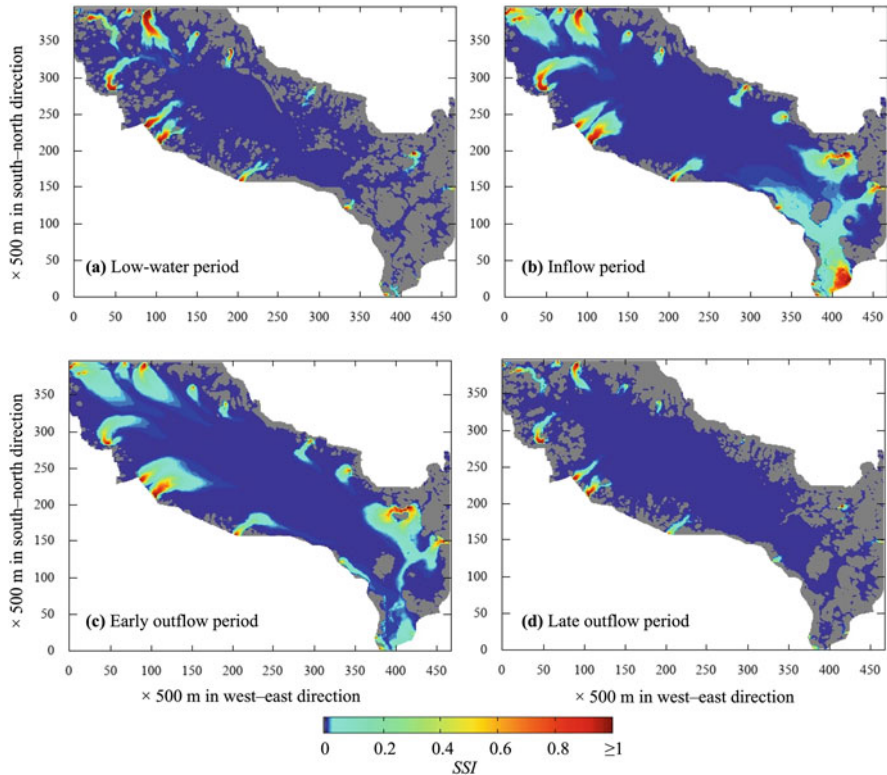 350
300
250
200
150
100
50
0
0 50 100 150 200 250 300 350 400 450
× 500 m in south–north direction
(a) Low-water period
350
300
250
200
150
100
50
0
0 50 100 150 200 250 300 350 400 450
(b) Inflow period
350
300
250
200
150
100
50
0
0 50 100 150 200 250 300 350 400 450
× 500 m in south–north direction
(c) Early outflow period
× 500 m in west–east direction
350
300
250
200
150
100
50
0
0 50 100 150 200 250 300 350 400 450
(d) Late outflow period
× 500 m in west–east direction
0 0.2 0.4 0.6 0.8 ≥1
SSI